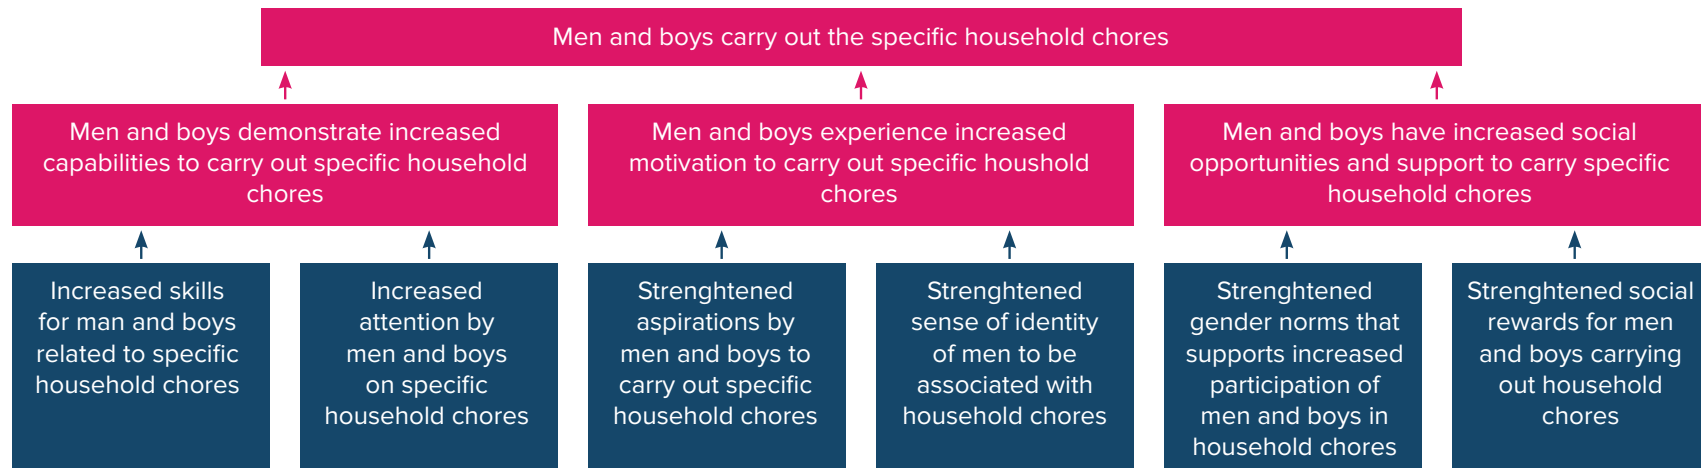 Men and boys carry out the specific household chores
Men and boys demonstrate increased
capabilities to carry out specific household
chores
Men and boys experience increased
motivation to carry out specific houshold
chores
Men and boys have increased social
opportunities and support to carry specific
household chores
Increased skills
for man and boys
related to specific
household chores
Increased
attention by
men and boys
on specific
household chores
Strenghtened
aspirations by
men and boys to
carry out specific
household chores
Strenghtened
sense of identity
of men to be
associated with
household chores
Strenghtened
gender norms that
supports increased
participation of
men and boys in
household chores
Strenghtened social
rewards for men
and boys carrying
out household
chores